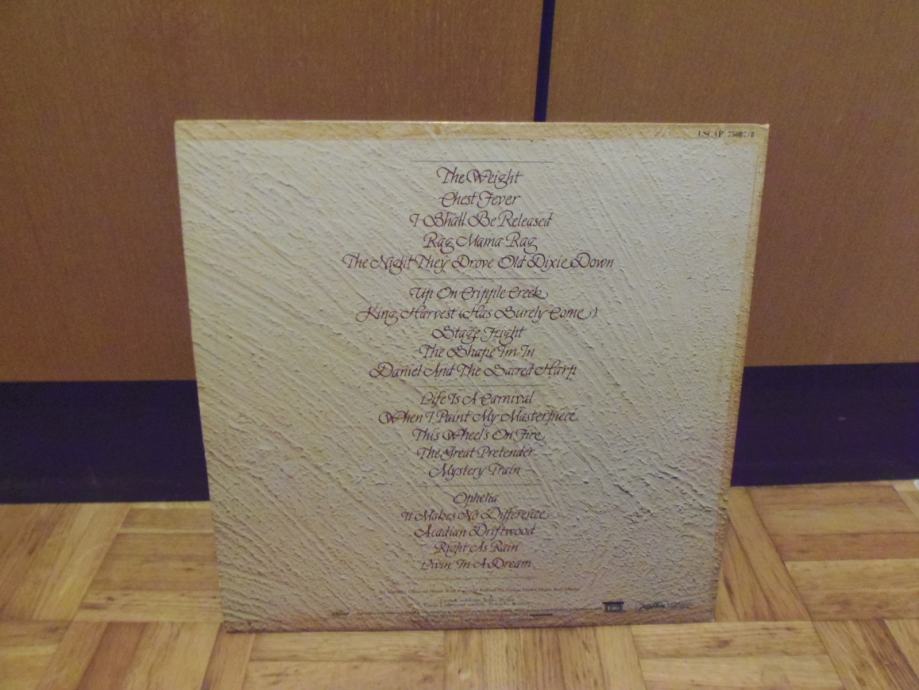 LSCAP 75087/8
The Weight
Chest Fever
I Shall Be Released
Rag Mama Rag
The Night They Drove Old Dixie Down
Up On Cripple Creek
King Harvest (Has Surely Come)
Stage Fright
The Shape I'm In
Daniel And The Sacred Harp
Life Is A Carnival
When I Paint My Masterpiece
This Wheel's On Fire
The Great Pretender
Mystery Train
Ophelia
It Makes No Difference
Acadian Driftwood
Right As Rain
Livin' In A Dream